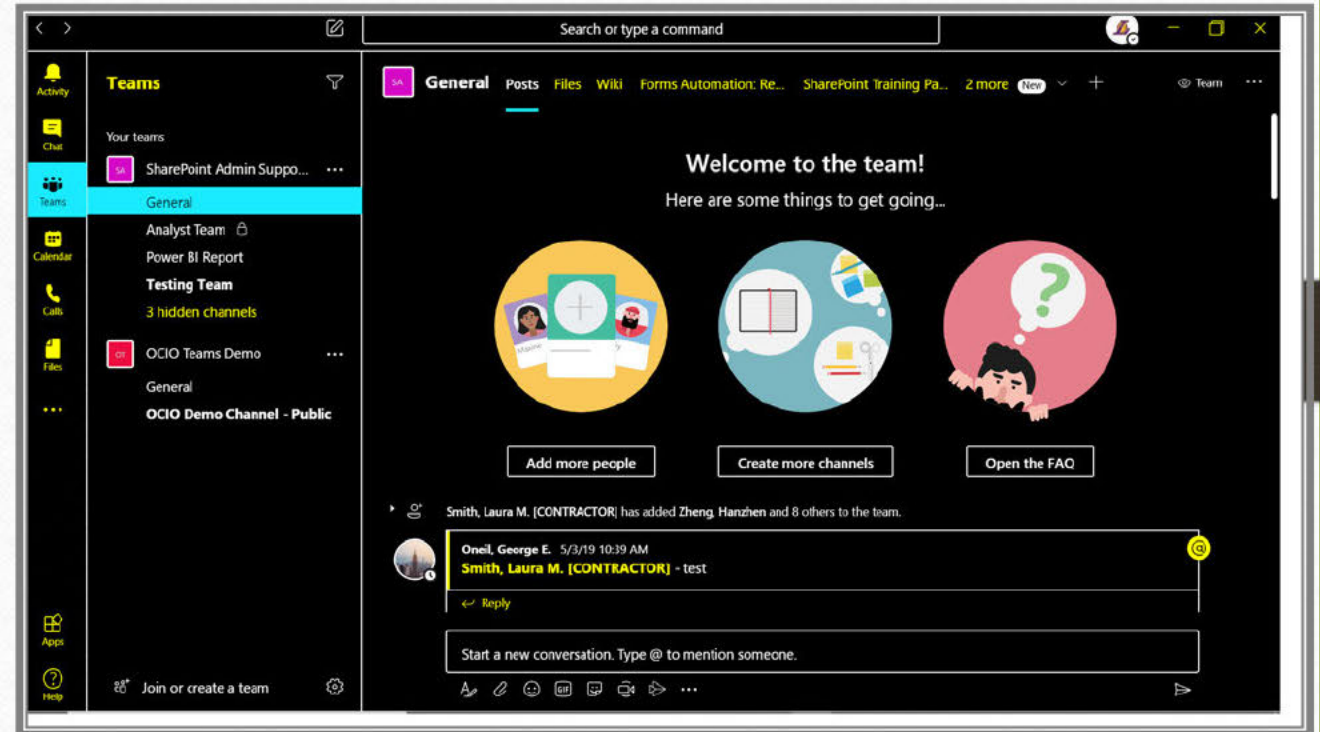 Search or type a command
Activity
Chat
Teams
Calendar
Calls
Files
Apps
Help
Teams
Your teams
SA
SharePoint Admin Suppo...
General
Analyst Team
Power BI Report
Testing Team
3 hidden channels
OT
OCIO Teams Demo
General
OCIO Demo Channel - Public
Join or create a team
SA General Posts Files Wiki Forms Automation: Re... SharePoint Training Pa.. 2 more New Team
Welcome to the team!
Here are some things to get going...
Maxine
Add more people
Create more channels
Open the FAQ
Smith, Laura M. [CONTRACTOR] has added Zheng, Hanzhen and 8 others to the team.
Oneil, George E. 5/3/19 10:39 AM
Smith, Laura M. [CONTRACTOR] - test
Reply
Start a new conversation. Type @ to mention someone.
GIF